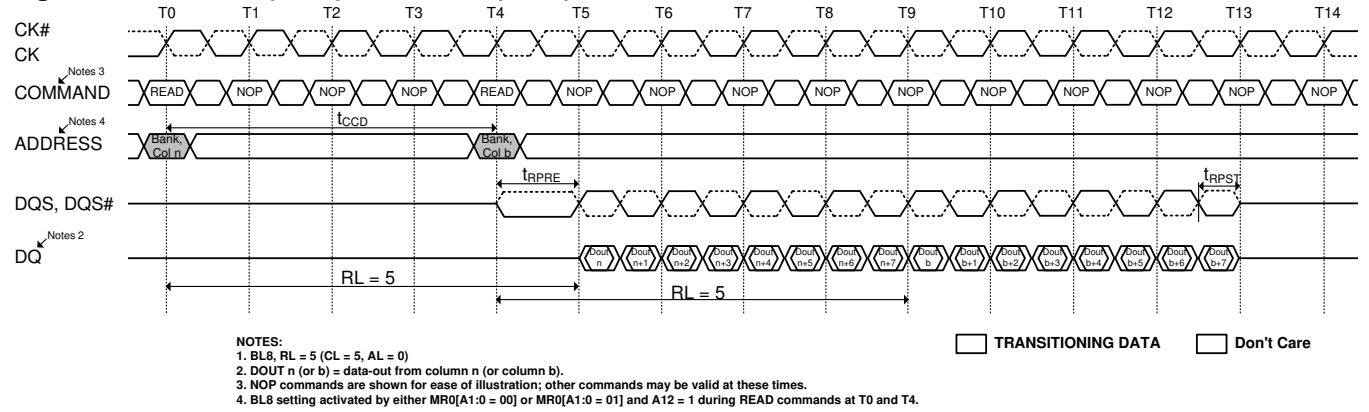 T0 T1 T2 T3 T4 T5 T6 T7 T8 T9 T10 T11 T12 T13 T14
CK#
CK
Notes 3
COMMAND READ NOP NOP NOP READ NOP NOP NOP NOP NOP NOP NOP NOP NOP NOP
Notes 4
tCCD
ADDRESS Bank, Col n Bank, Col b
tRPRE tRPST
DQS, DQS#
Notes 2
DQ Dout n Dout n+1 Dout n+2 Dout n+3 Dout n+4 Dout n+5 Dout n+6 Dout n+7 Dout b Dout b+1 Dout b+2 Dout b+3 Dout b+4 Dout b+5 Dout b+6 Dout b+7
RL = 5 RL = 5
NOTES:
1. BL8, RL = 5 (CL = 5, AL = 0)
2. DOUT n (or b) = data-out from column n (or column b).
3. NOP commands are shown for ease of illustration; other commands may be valid at these times.
4. BL8 setting activated by either MR0[A1:0 = 00] or MR0[A1:0 = 01] and A12 = 1 during READ commands at T0 and T4.
TRANSITIONING DATA Don't Care